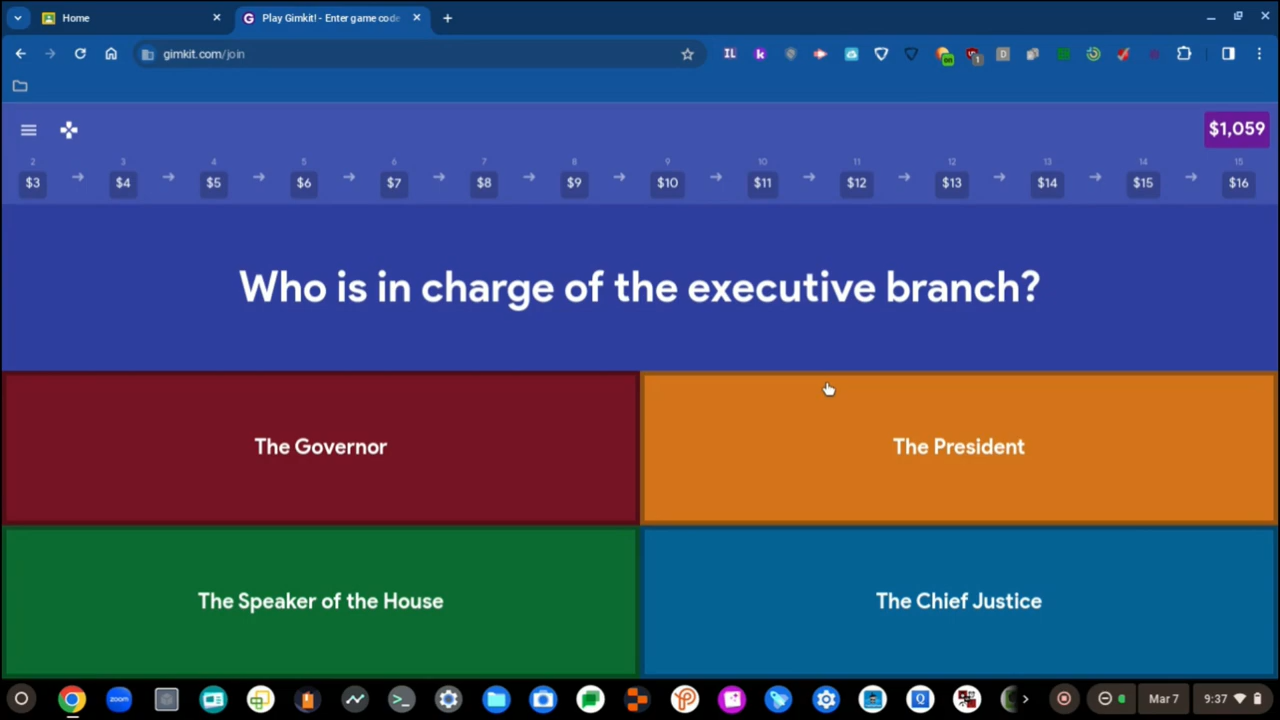 Home
Play Gimkit! - Enter game code
gimkit.com/join
$1,059
2 3 4 5 6 7 8 9 10 11 12 13 14 15
$3 → $4 → $5 → $6 → $7 → $8 → $9 → $10 → $11 → $12 → $13 → $14 → $15 → $16
Who is in charge of the executive branch?
The Governor
The President
The Speaker of the House
The Chief Justice
zoom
Mar 7
9:37